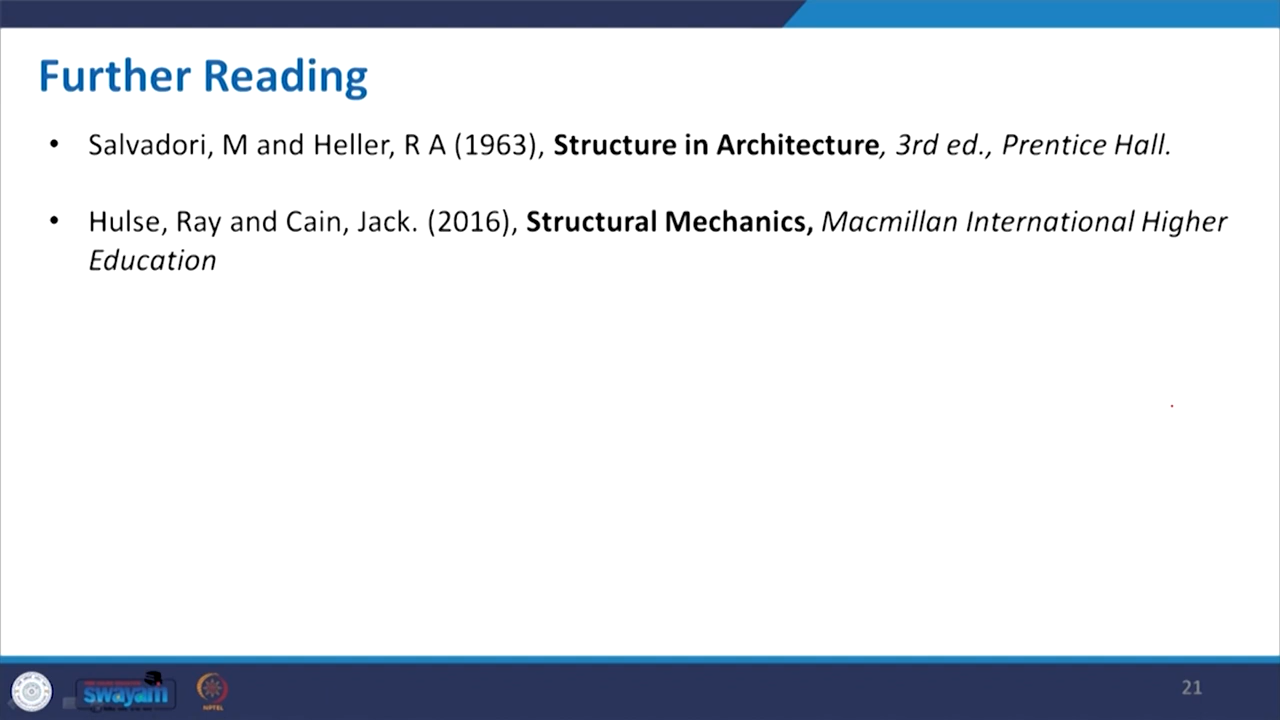 Further Reading
• Salvadori, M and Heller, R A (1963), Structure in Architecture, 3rd ed., Prentice Hall.
• Hulse, Ray and Cain, Jack. (2016), Structural Mechanics, Macmillan International Higher
Education
swayam
NPTEL
21